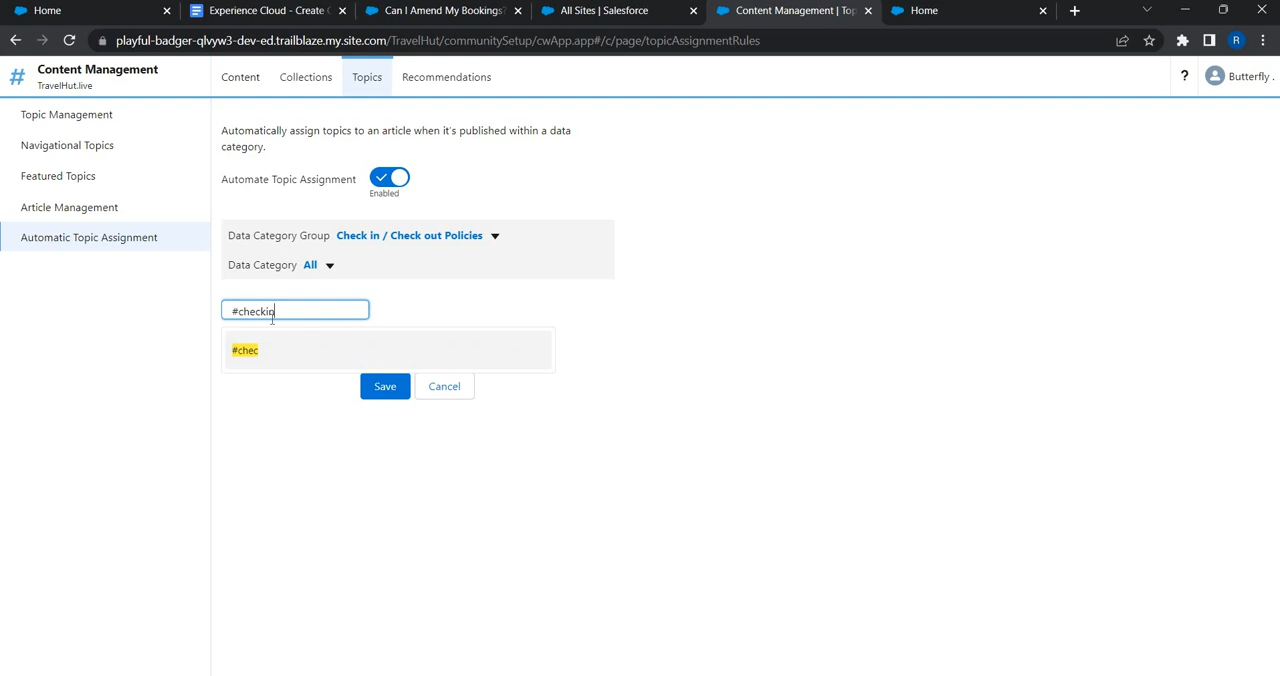 Home
Experience Cloud - Create
Can I Amend My Bookings?
All Sites | Salesforce
Content Management | Top
Home
playful-badger-qlvyw3-dev-ed.trailblaze.my.site.com/TravelHut/communitySetup/cwApp.app#/c/page/topicAssignmentRules
R
# Content Management
TravelHut.live
Content
Collections
Topics
Recommendations
?
Butterfly .
Topic Management
Navigational Topics
Featured Topics
Article Management
Automatic Topic Assignment
Automatically assign topics to an article when it's published within a data
category.
Automate Topic Assignment
Enabled
Data Category Group Check in / Check out Policies
Data Category All
#checkin
#chec
Save
Cancel